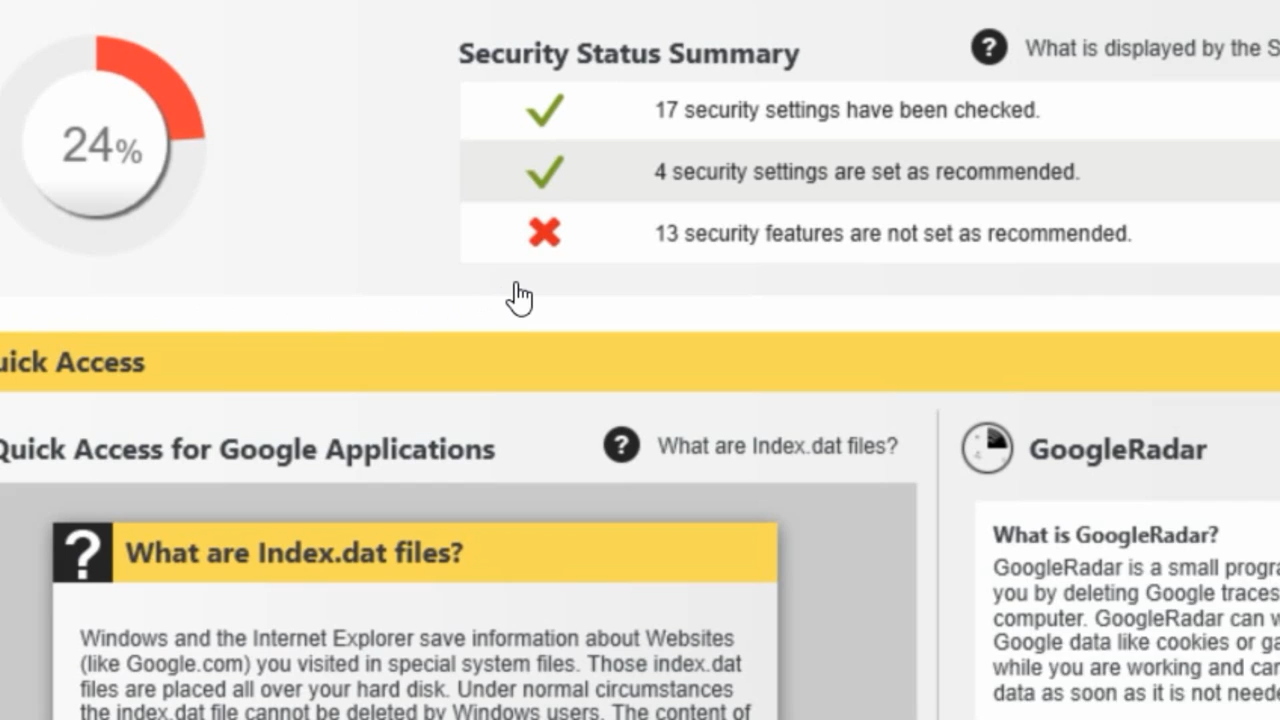 24%
Security Status Summary
What is displayed by the
17 security settings have been checked.
4 security settings are set as recommended.
13 security features are not set as recommended.
Access
Quick Access for Google Applications
What are Index.dat files?
GoogleRadar
What are Index.dat files?
Windows and the Internet Explorer save information about Websites
(like Google.com) you visited in special system files. Those index.dat
files are placed all over your hard disk. Under normal circumstances
the index.dat file cannot be deleted by Windows users. The content of
What is GoogleRadar?
GoogleRadar is a small
you by deleting Google traces
computer. GoogleRadar can
Google data like cookies or
while you are working and
data as soon as it is not